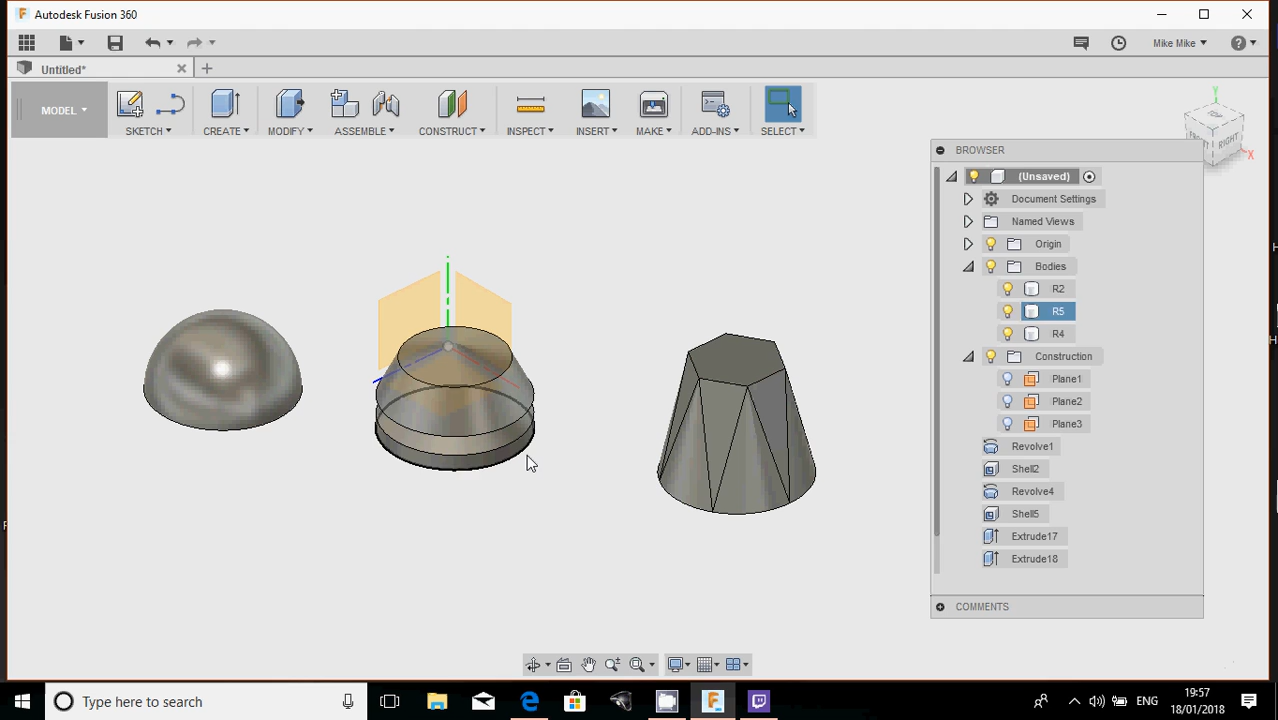 Autodesk Fusion 360
Mike Mike
Untitled*
MODEL
SKETCH
CREATE
MODIFY
ASSEMBLE
CONSTRUCT
INSPECT
INSERT
MAKE
ADD-INS
SELECT
Y
RIGHT
X
BROWSER
(Unsaved)
Document Settings
Named Views
Origin
Bodies
R2
R5
R4
Construction
Plane1
Plane2
Plane3
Revolve1
Shell2
Revolve4
Shell5
Extrude17
Extrude18
COMMENTS
Type here to search
ENG
19:57
18/01/2018